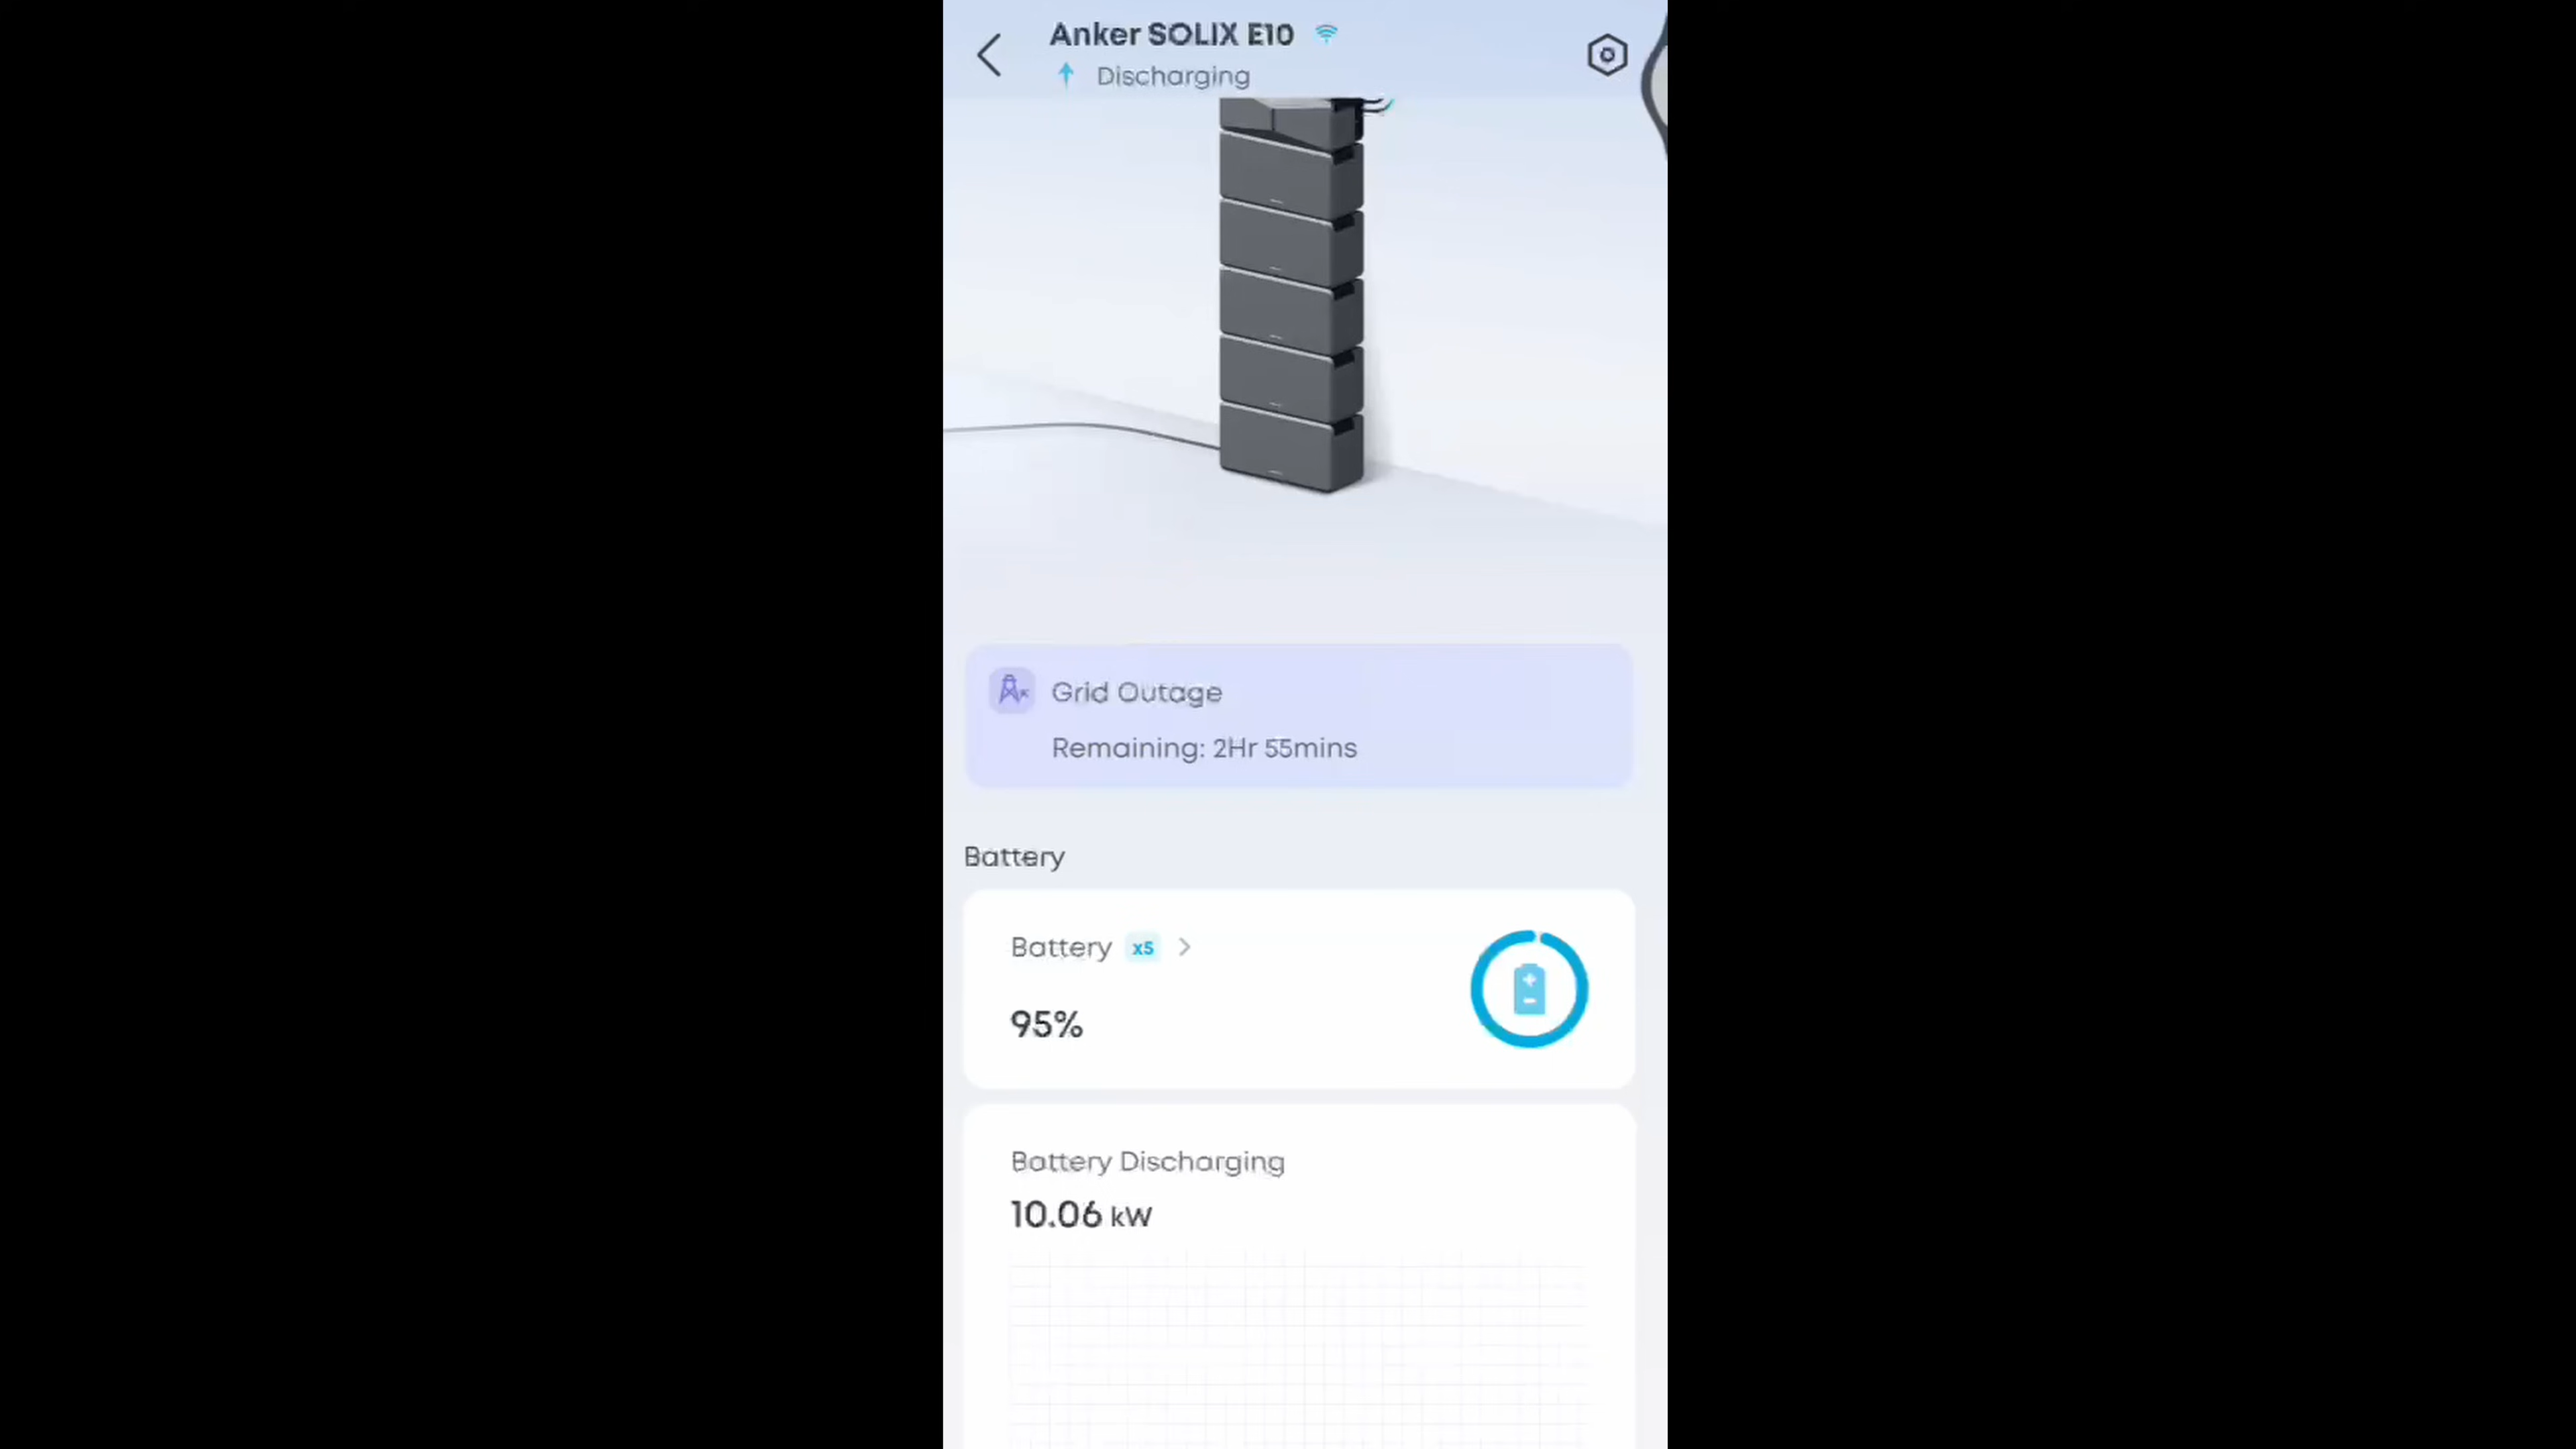 Anker SOLIX E10
Discharging
Grid Outage
Remaining: 2Hr 55mins
Battery
Battery x5
95%
Battery Discharging
10.06 kW